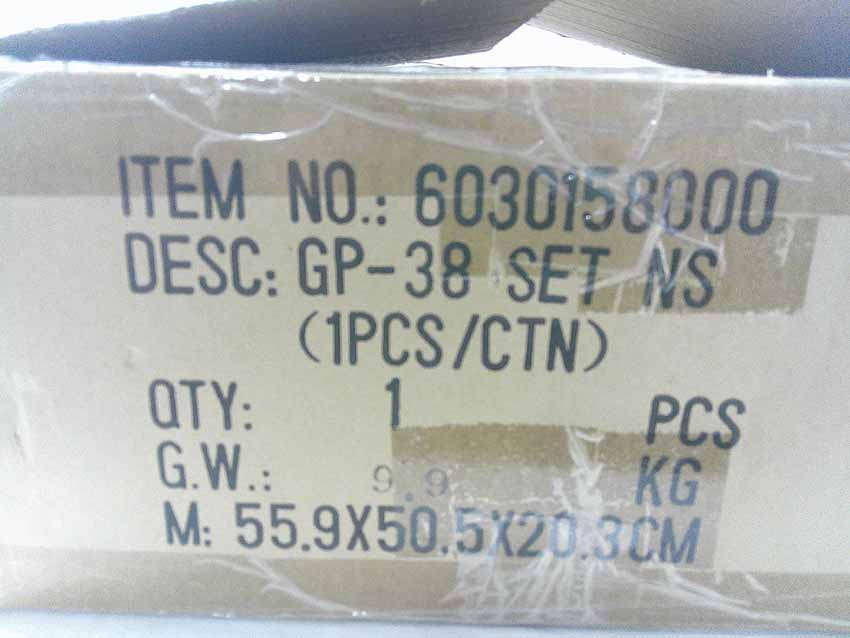 ITEM NO.: 6030158000
DESC: GP-38 SET NS
(1PCS/CTN)
QTY: 1 PCS
G.W.: 9.9 KG
M: 55.9X50.5X20.3CM